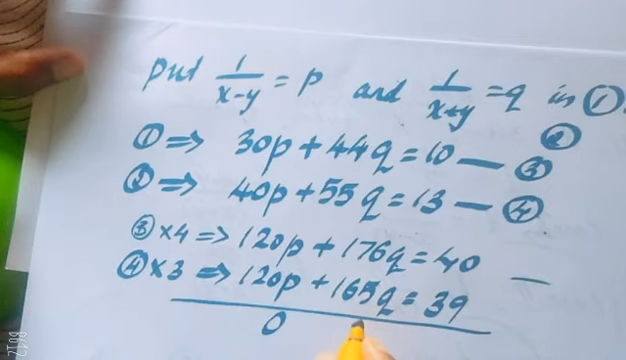 put 1/(x-y) = p and 1/(x+y) = q in ①
②
① ⇒ 30p + 44q = 10 — ③
② ⇒ 40p + 55q = 13 — ④
③ x 4 ⇒ 120p + 176q = 40
④ x 3 ⇒ 120p + 165q = 39 —
0